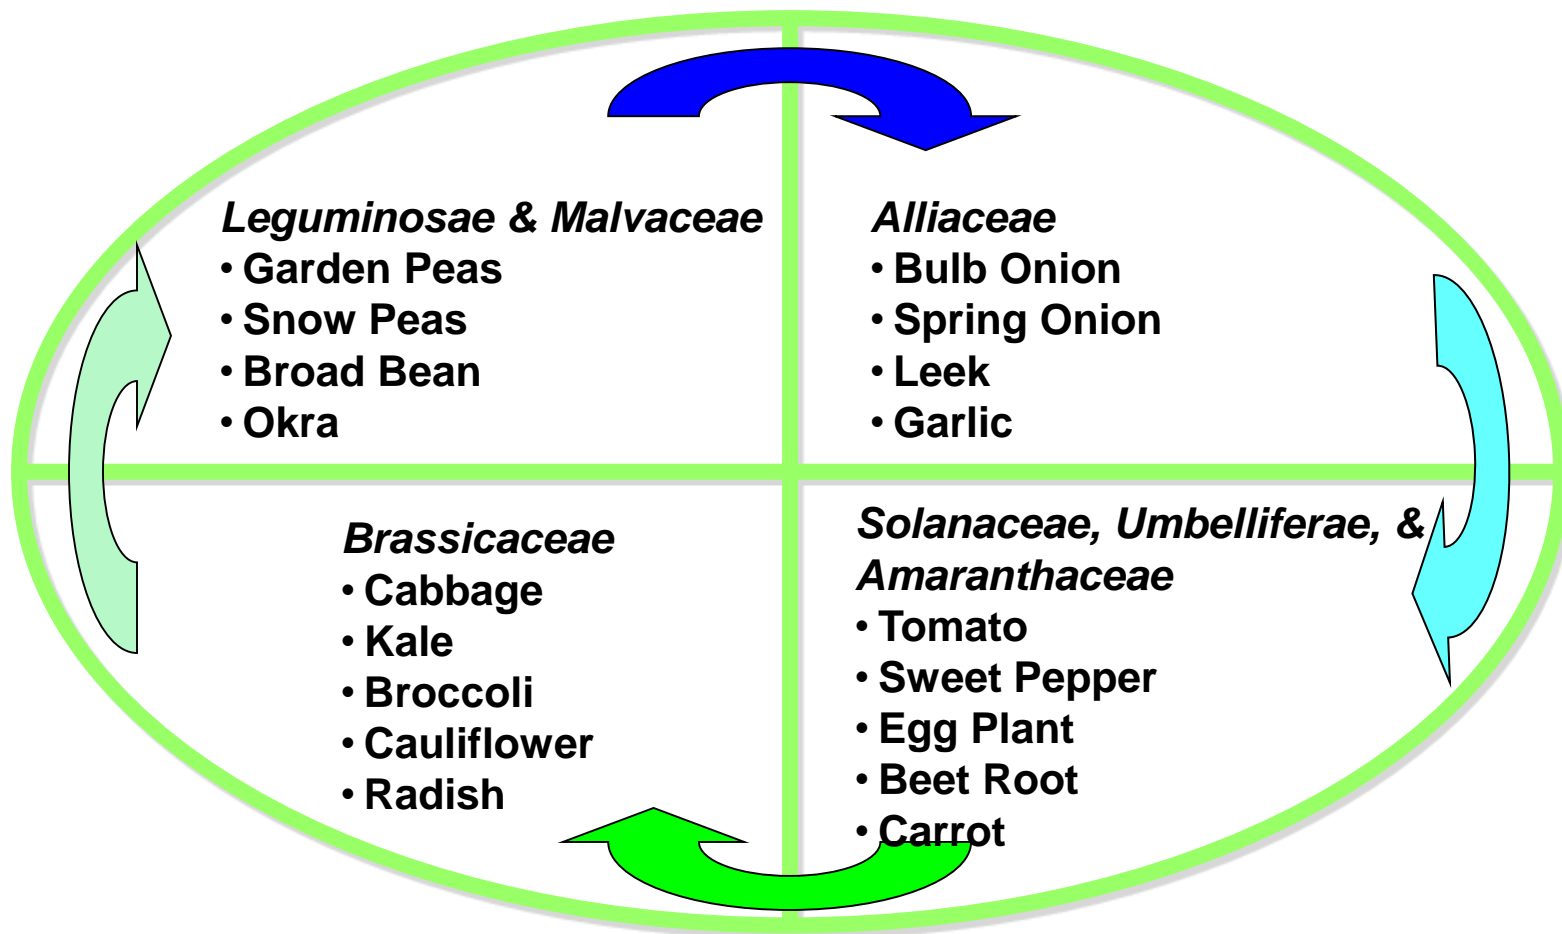 Leguminosae & Malvaceae
• Garden Peas
• Snow Peas
• Broad Bean
• Okra
Alliaceae
• Bulb Onion
• Spring Onion
• Leek
• Garlic
Brassicaceae
• Cabbage
• Kale
• Broccoli
• Cauliflower
• Radish
Solanaceae, Umbelliferae, &
Amaranthaceae
• Tomato
• Sweet Pepper
• Egg Plant
• Beet Root
• Carrot